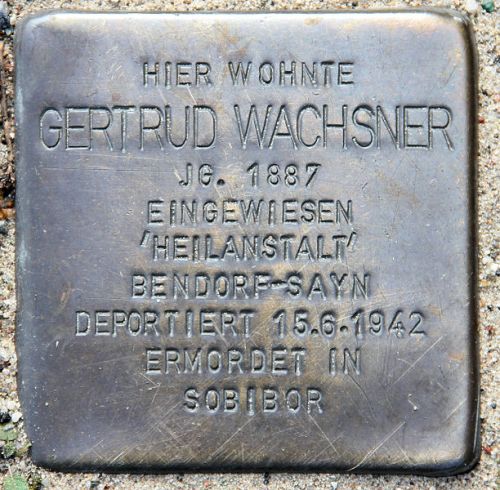 HIER WOHNTE
GERTRUD WACHSNER
JG. 1887
EINGEWIESEN
'HEILANSTALT'
BENDORF-SAYN
DEPORTIERT 15.6.1942
ERMORDET IN
SOBIBOR